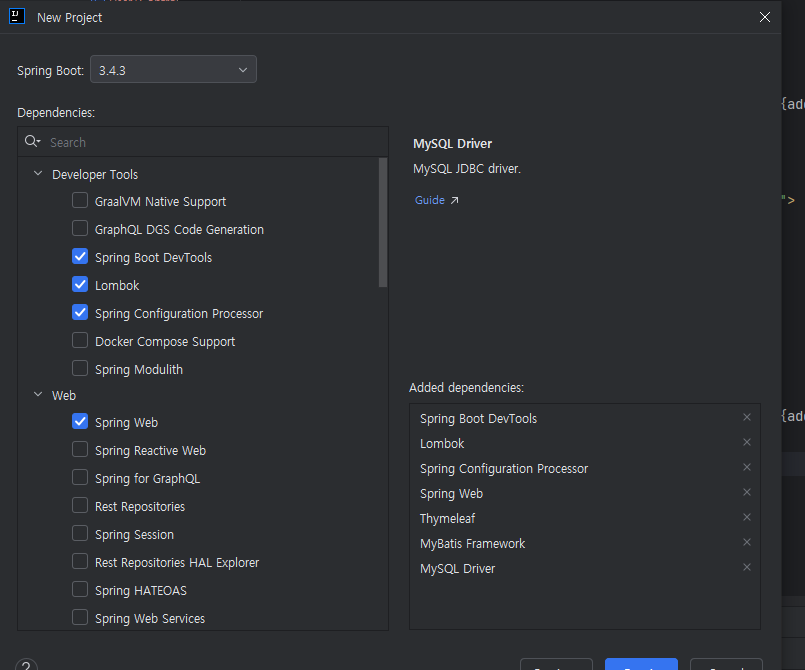 New Project
Spring Boot: 3.4.3
Dependencies:
Search
Developer Tools
GraalVM Native Support
GraphQL DGS Code Generation
Spring Boot DevTools
Lombok
Spring Configuration Processor
Docker Compose Support
Spring Modulith
Web
Spring Web
Spring Reactive Web
Spring for GraphQL
Rest Repositories
Spring Session
Rest Repositories HAL Explorer
Spring HATEOAS
Spring Web Services
MySQL Driver
MySQL JDBC driver.
Guide ↗
Added dependencies:
Spring Boot DevTools
Lombok
Spring Configuration Processor
Spring Web
Thymeleaf
MyBatis Framework
MySQL Driver
{add
">
{add
?